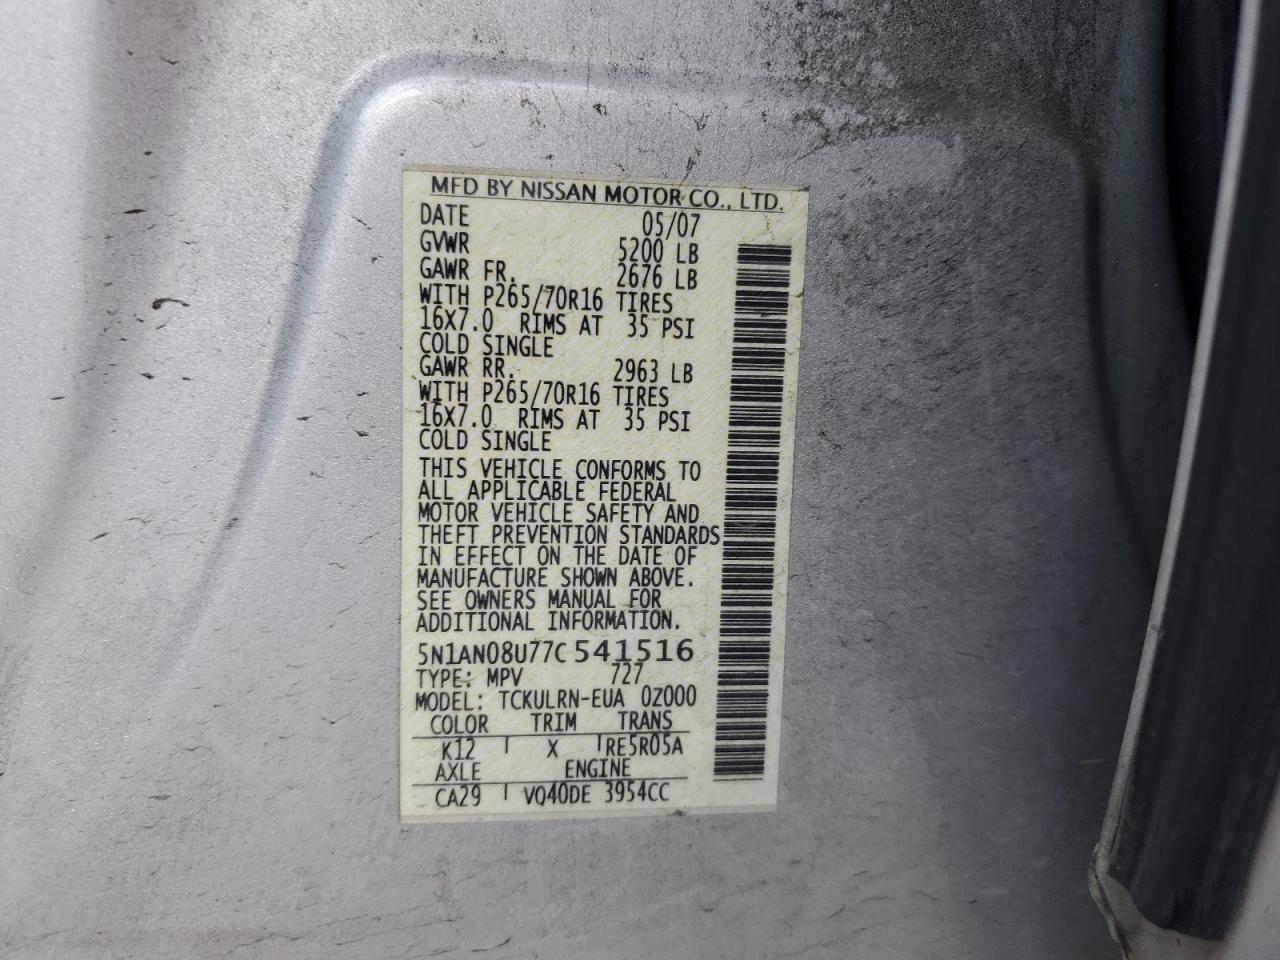 MFD BY NISSAN MOTOR CO., LTD.
DATE 05/07
GVWR 5200 LB
GAWR FR. 2676 LB
WITH P265/70R16 TIRES
16X7.0 RIMS AT 35 PSI
COLD SINGLE
GAWR RR. 2963 LB
WITH P265/70R16 TIRES
16X7.0 RIMS AT 35 PSI
COLD SINGLE
THIS VEHICLE CONFORMS TO
ALL APPLICABLE FEDERAL
MOTOR VEHICLE SAFETY AND
THEFT PREVENTION STANDARDS
IN EFFECT ON THE DATE OF
MANUFACTURE SHOWN ABOVE.
SEE OWNERS MANUAL FOR
ADDITIONAL INFORMATION.
5N1AN08U77C541516
TYPE: MPV 727
MODEL: TCKULRN-EUA 0Z000
COLOR TRIM TRANS
K12 X RE5R05A
AXLE ENGINE
CA29 VQ40DE 3954CC